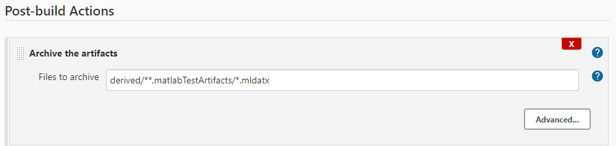 Post-build Actions
X
Archive the artifacts
?
Files to archive
derived/**.matlabTestArtifacts/*.mldatx
?
Advanced...